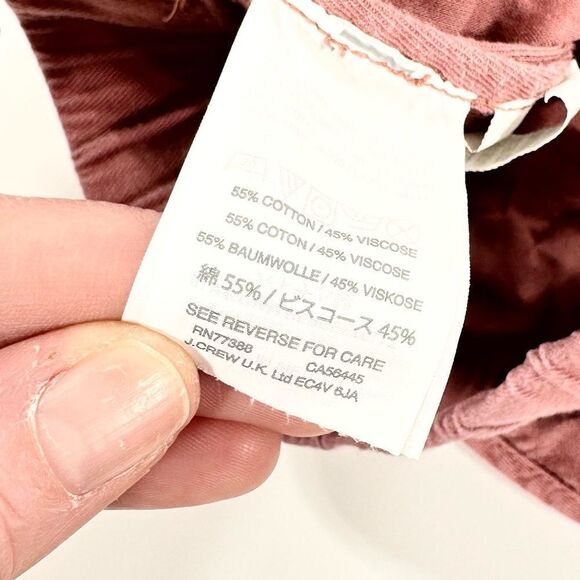 55% COTTON / 45% VISCOSE
55% COTON / 45% VISCOSE
55% BAUMWOLLE / 45% VISKOSE
綿 55% / ビスコース 45%
SEE REVERSE FOR CARE
RN77388 CA56445
J.CREW U.K. Ltd EC4V 6JA